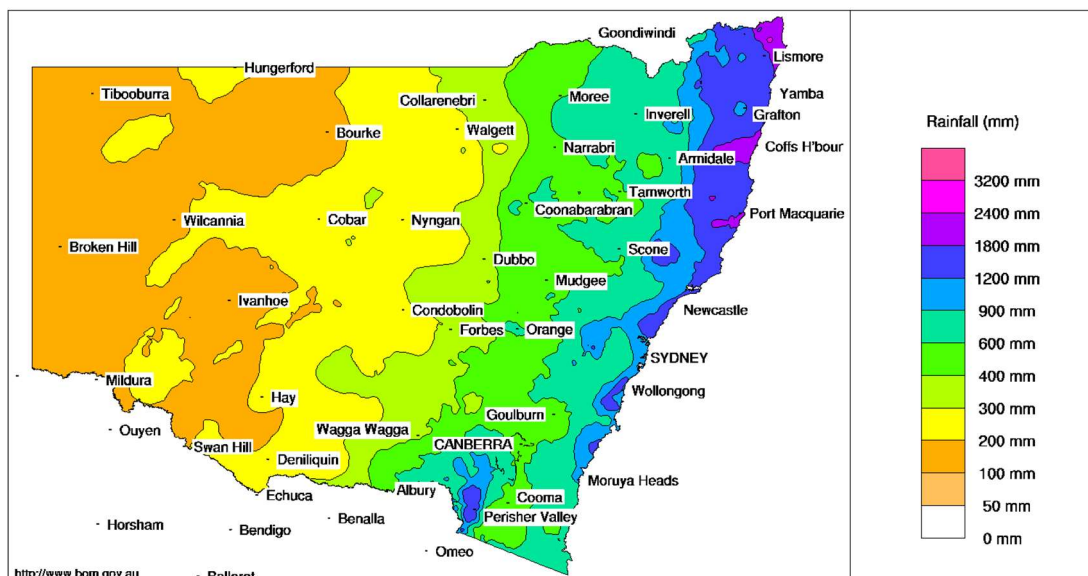 Goondiwindi
Lismore
Hungerford
Tibooburra
Collarenebri
Moree
Yamba
Inverell
Grafton
Bourke
Walgett
Narrabri
Coffs H'bour
Armidale
Tamworth
Coonabarabran
Wilcannia
Cobar
Nyngan
Port Macquarie
Broken Hill
Scone
Dubbo
Mudgee
Ivanhoe
Condobolin
Newcastle
Forbes
Orange
SYDNEY
Mildura
Wollongong
Hay
Goulburn
Ouyen
Wagga Wagga
Swan Hill
CANBERRA
Deniliquin
Moruya Heads
Echuca
Albury
Cooma
Horsham
Bendigo
Benalla
Perisher Valley
Omeo
http://www.bom.gov.au
Ballarat
Rainfall (mm)
3200 mm
2400 mm
1800 mm
1200 mm
900 mm
600 mm
400 mm
300 mm
200 mm
100 mm
50 mm
0 mm